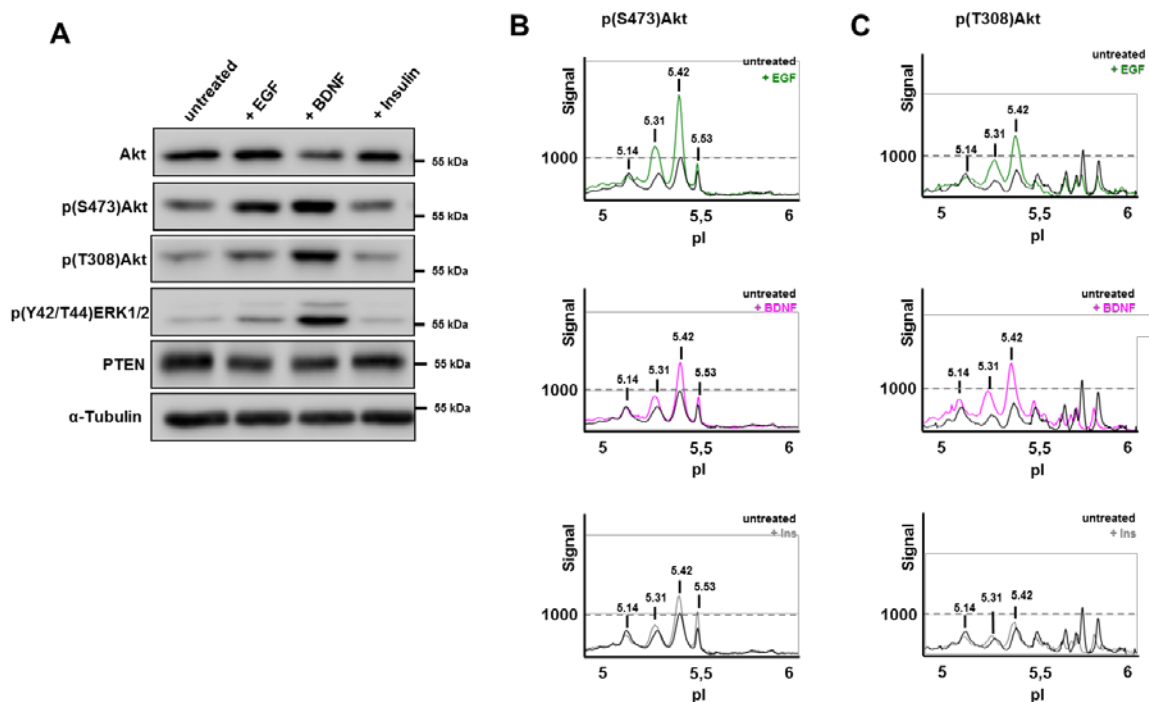 A
untreated
+ EGF
+ BDNF
+ Insulin
Akt
55 kDa
p(S473)Akt
55 kDa
p(T308)Akt
55 kDa
p(Y42/T44)ERK1/2
PTEN
55 kDa
α-Tubulin
55 kDa
B
p(S473)Akt
untreated
+ EGF
Signal
1000
5.14
5.31
5.42
5.53
5
5,5
6
pI
untreated
+ BDNF
Signal
1000
5.14
5.31
5.42
5.53
5
5,5
6
pI
untreated
+ Ins
Signal
1000
5.14
5.31
5.42
5.53
5
5,5
6
pI
C
p(T308)Akt
untreated
+ EGF
Signal
1000
5.14
5.31
5.42
5
5,5
6
pI
untreated
+ BDNF
Signal
1000
5.14
5.31
5.42
5
5,5
6
pI
untreated
+ Ins
Signal
1000
5.14
5.31
5.42
5
5,5
6
pI